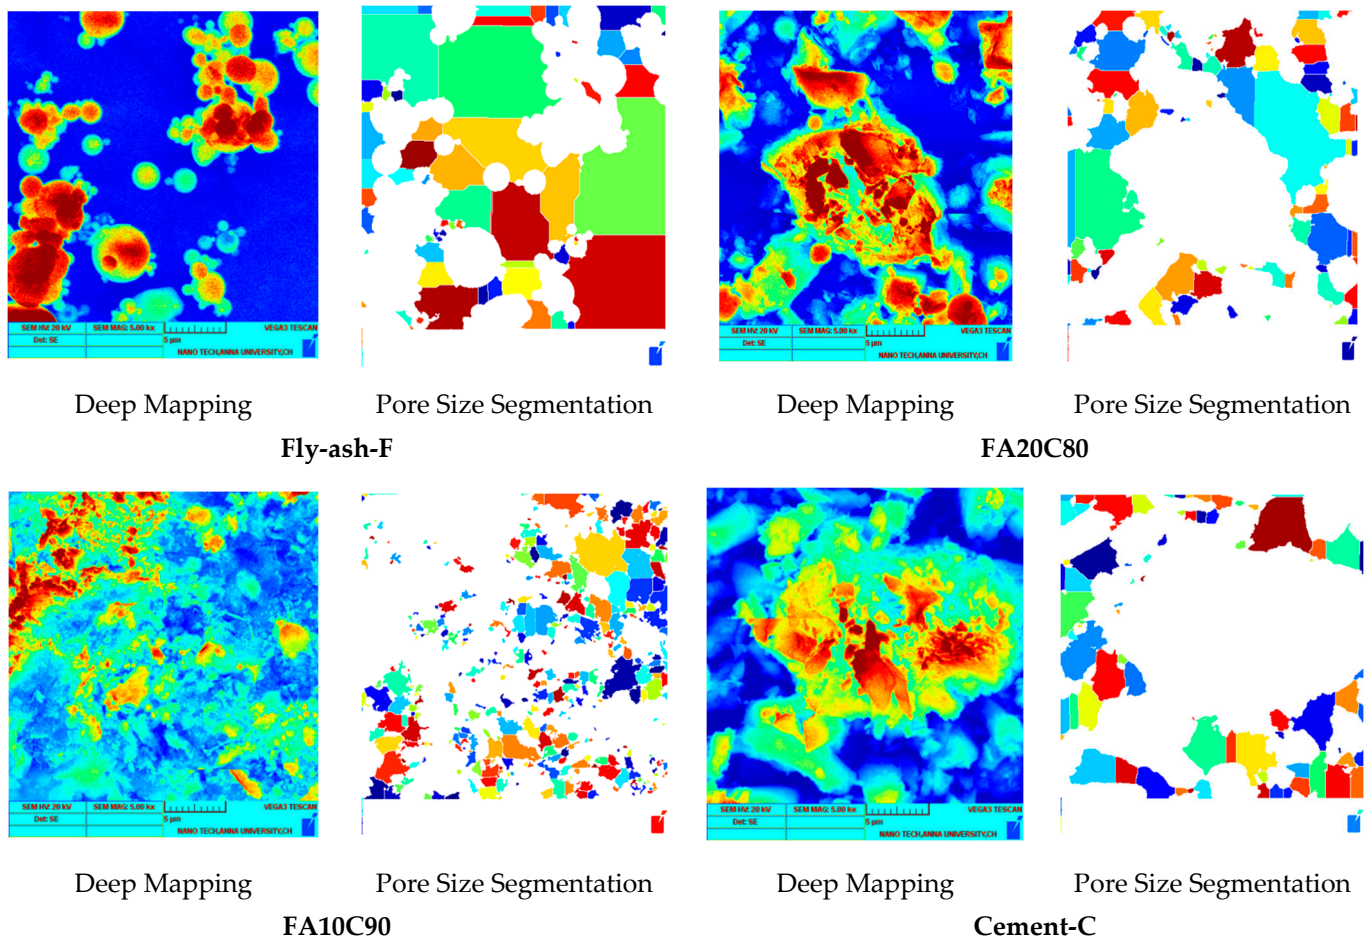 SEM HV: 20 kV SEM MAG: 5.00 kx VEGA3 TESCAN
Det: SE 5 µm
NANO TECH,ANNA UNIVERSITY,CH
SEM HV: 20 kV SEM MAG: 5.00 kx VEGA3 TESCAN
Det: SE 5 µm
NANO TECH,ANNA UNIVERSITY,CH
Deep Mapping Pore Size Segmentation Deep Mapping Pore Size Segmentation
Fly-ash-F FA20C80
SEM HV: 20 kV SEM MAG: 5.00 kx VEGA3 TESCAN
Det: SE 5 µm
NANO TECH,ANNA UNIVERSITY,CH
SEM HV: 20 kV SEM MAG: 5.00 kx VEGA3 TESCAN
Det: SE 5 µm
NANO TECH,ANNA UNIVERSITY,CH
Deep Mapping Pore Size Segmentation Deep Mapping Pore Size Segmentation
FA10C90 Cement-C